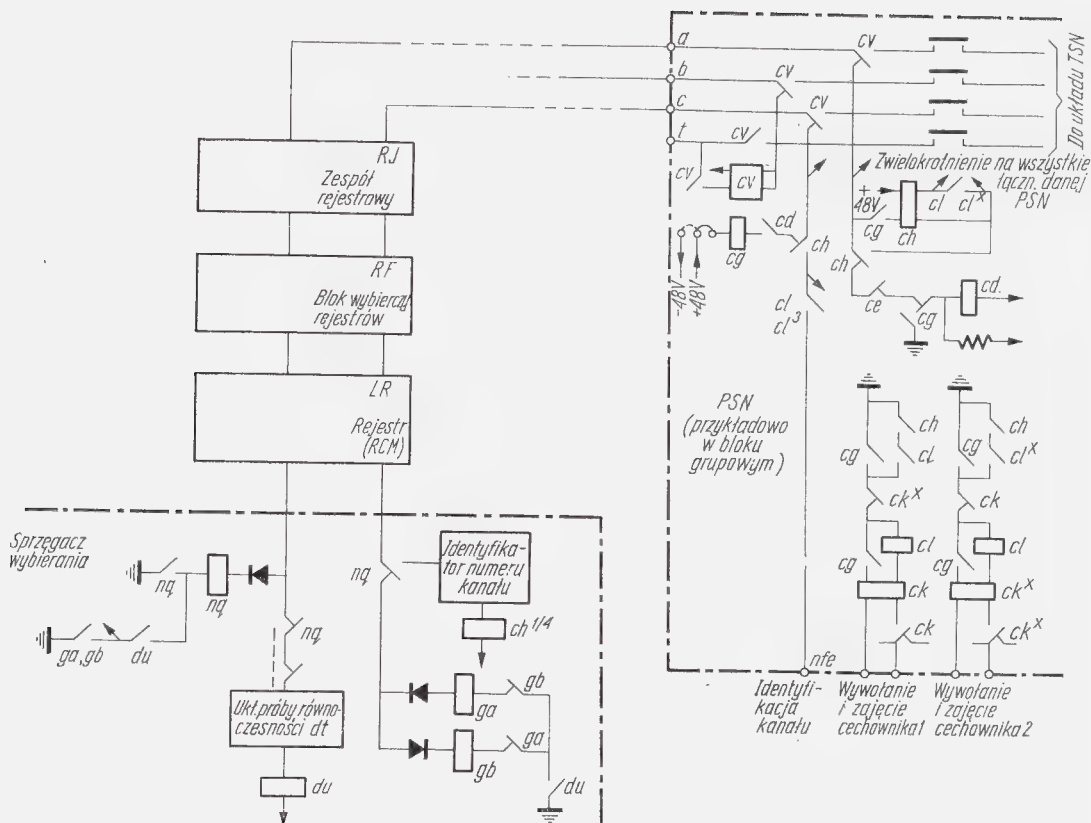 a
cv
b
cv
c
cv
t
cv
cv
cv
Do układu TSN
RJ
Zespół
rejestrowy
RF
Blok wybierczy
rejestrów
LR
Rejestr
(RCM)
Zwielokrotnienie na wszystkie
łączn. danej
PSN
+
48V
cl
cl x
cg
ch
cd
cg
ch
-48V
+48V
ch
cl
cl 3
ce
cg
cd.
PSN
(przykładowo
w bloku
grupowym)
ch
cg
cl
ck x
cl
cg
ck
ck
ch
cg
cl x
ck
cl
cg
ck x
ck x
nfe
Identyfi-
kacja
kanału
Wywołanie
i zajęcie
cechownika 1
Wywołanie
i zajęcie
cechownika 2
Sprzęgacz
wybierania
nq
nq
ga, gb
du
nq
Ukł. próby równo-
czesności dt
du
nq
Identyfika-
tor numeru
kanału
ch 1/4
gb
ga
ga
gb
du